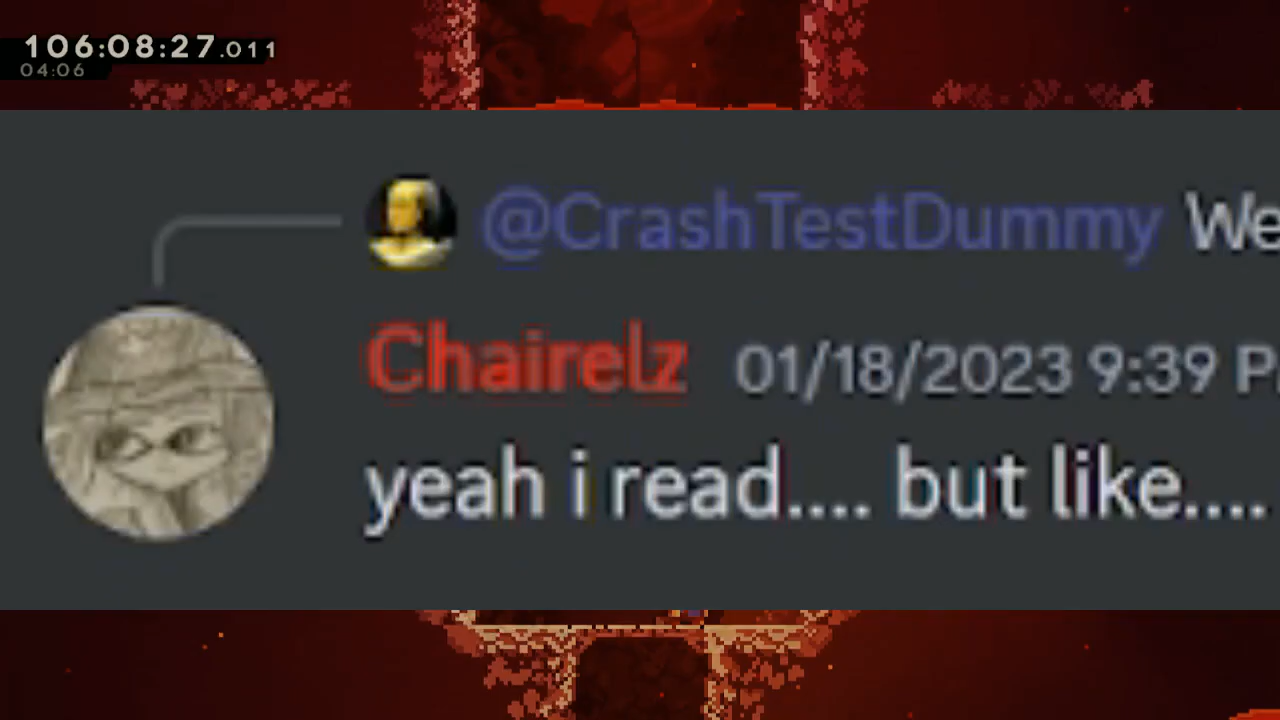 106:08:27.011
04:06
@CrashTestDummy We
Chairelz 01/18/2023 9:39 P
yeah i read.... but like....